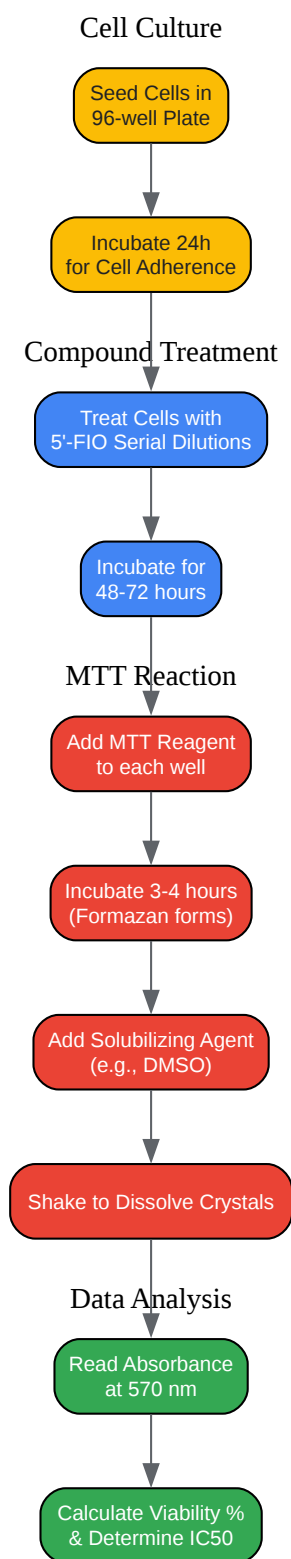 Cell Culture
Seed Cells in
96-well Plate
Incubate 24h
for Cell Adherence
Compound Treatment
Treat Cells with
5'-FIO Serial Dilutions
Incubate for
48-72 hours
MTT Reaction
Add MTT Reagent
to each well
Incubate 3-4 hours
(Formazan forms)
Add Solubilizing Agent
(e.g., DMSO)
Shake to Dissolve Crystals
Data Analysis
Read Absorbance
at 570 nm
Calculate Viability %
& Determine IC50